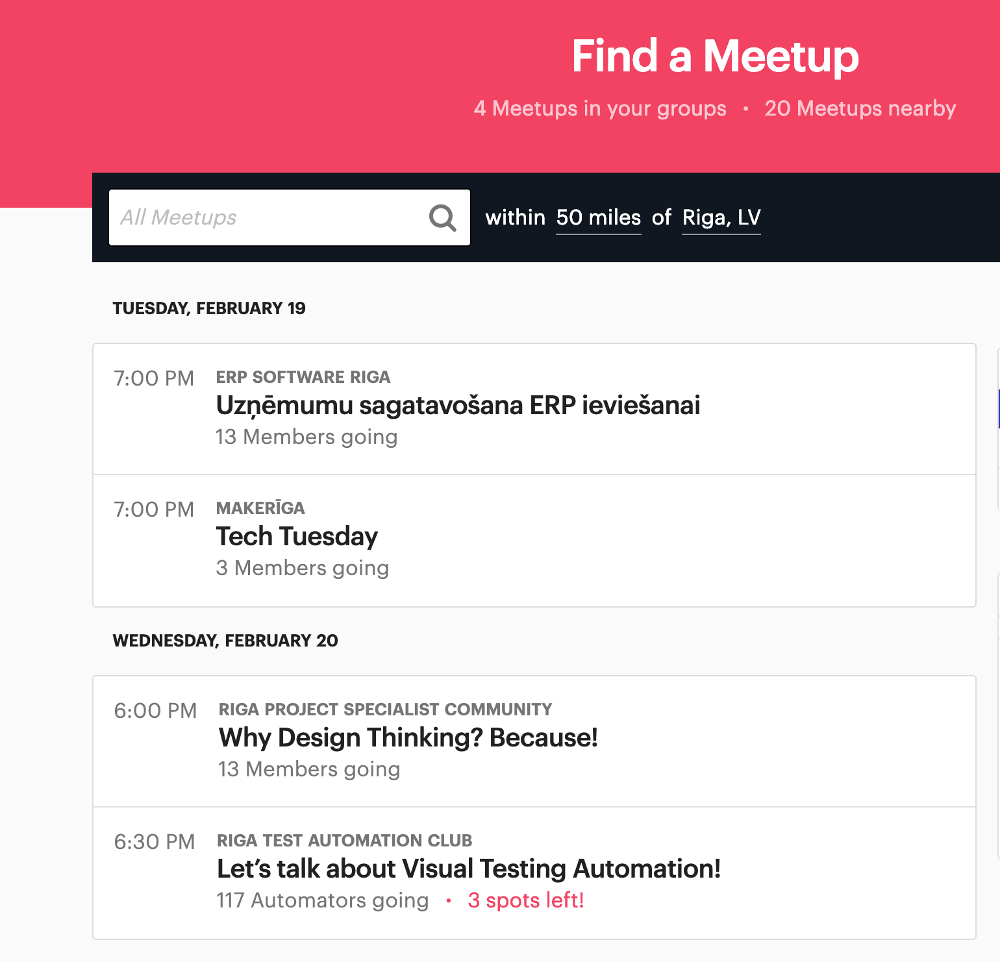 Find a Meetup
4 Meetups in your groups • 20 Meetups nearby
All Meetups within 50 miles of Riga, LV
TUESDAY, FEBRUARY 19
7:00 PM ERP SOFTWARE RIGA
Uzņēmumu sagatavošana ERP ieviešanai
13 Members going
7:00 PM MAKERĪGA
Tech Tuesday
3 Members going
WEDNESDAY, FEBRUARY 20
6:00 PM RIGA PROJECT SPECIALIST COMMUNITY
Why Design Thinking? Because!
13 Members going
6:30 PM RIGA TEST AUTOMATION CLUB
Let’s talk about Visual Testing Automation!
117 Automators going • 3 spots left!